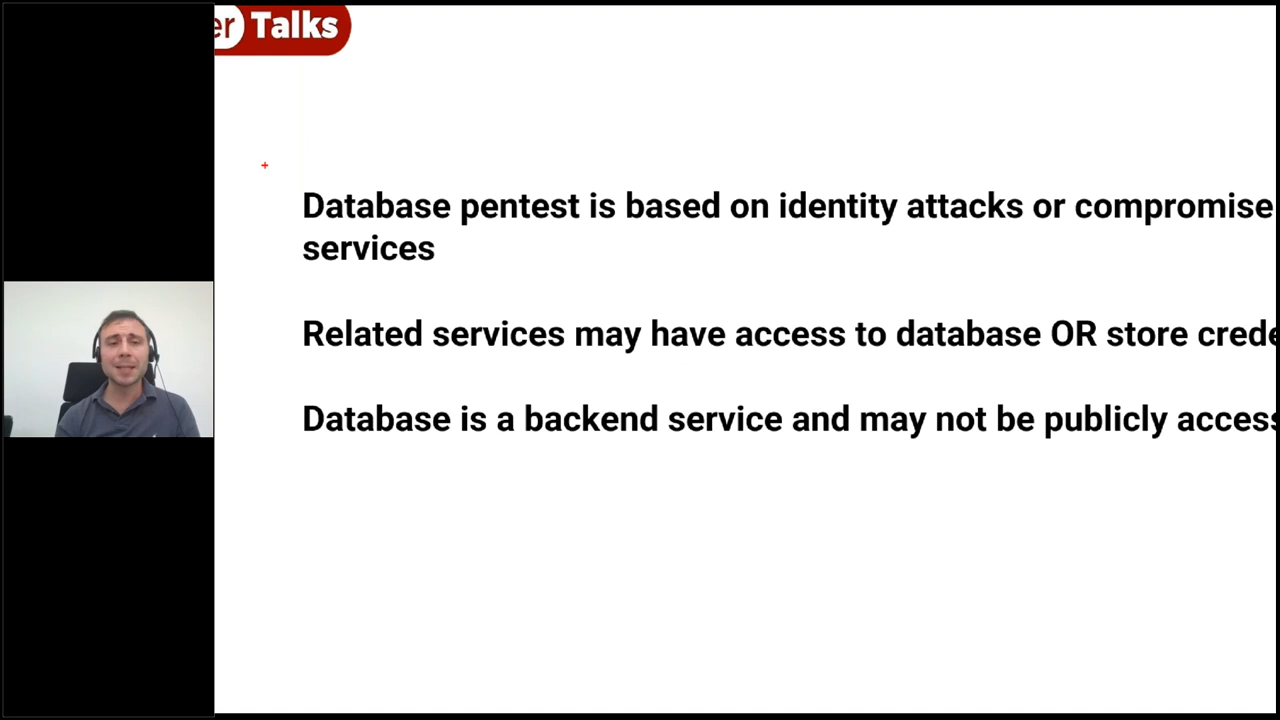 er Talks
Database pentest is based on identity attacks or compromise
services
Related services may have access to database OR store crede
Database is a backend service and may not be publicly access